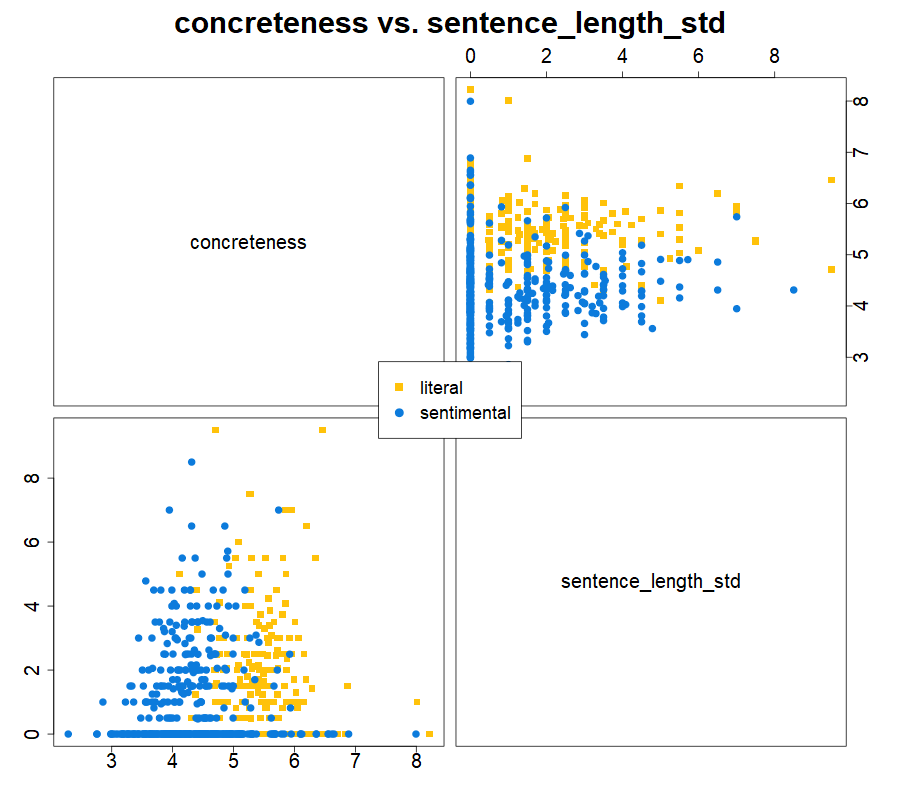 concreteness vs. sentence_length_std
0 2 4 6 8
8
7
6
5
4
3
concreteness
literal
sentimental
8
6
4
2
0
sentence_length_std
3 4 5 6 7 8